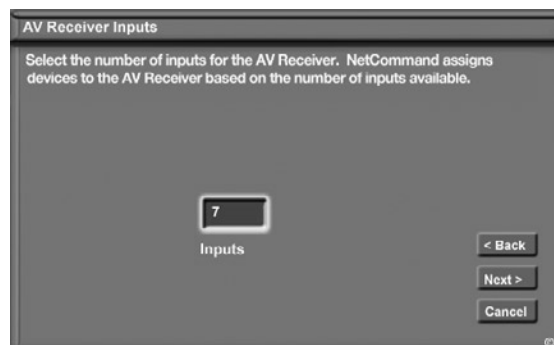 AV Receiver Inputs
Select the number of inputs for the AV Receiver. NetCommand assigns
devices to the AV Receiver based on the number of inputs available.
7
Inputs
< Back
Next >
Cancel